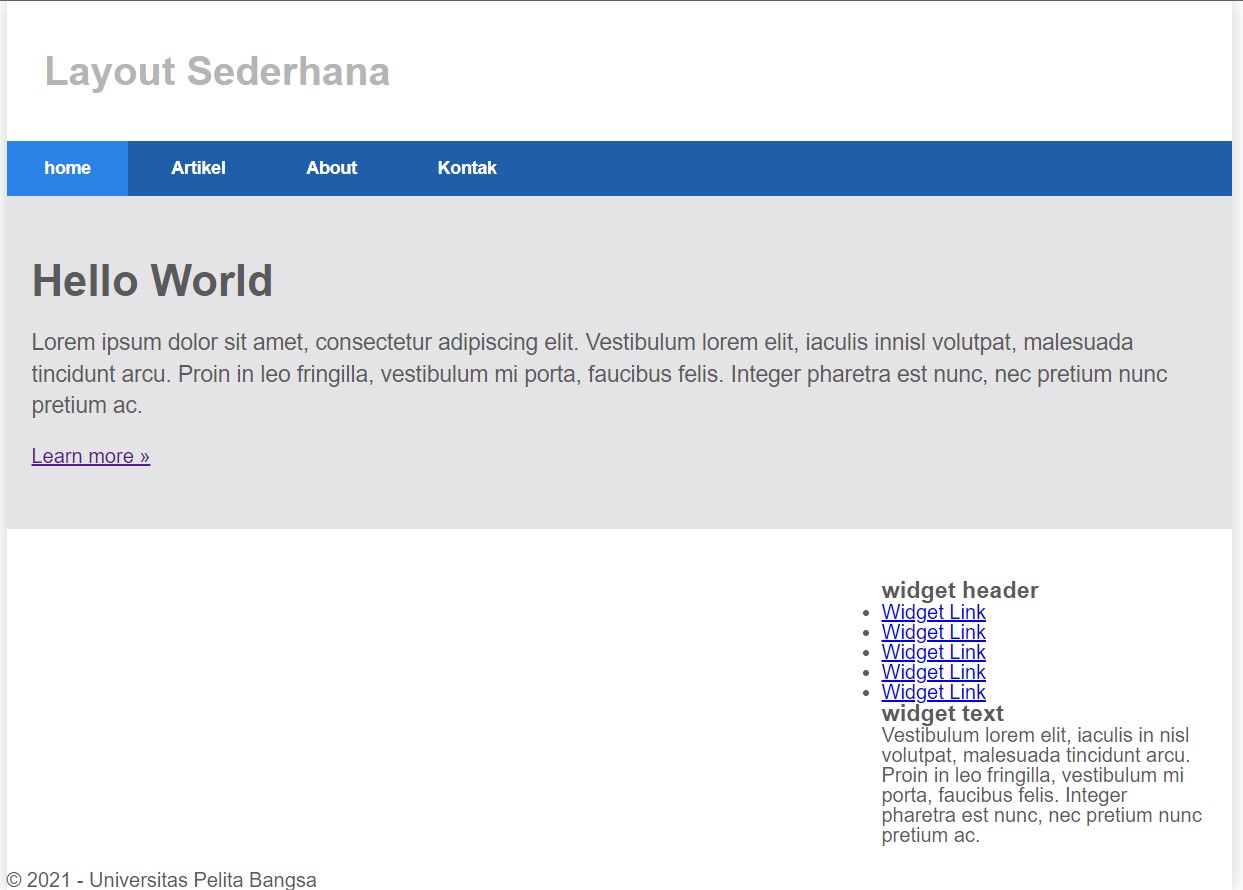 Layout Sederhana
home Artikel About Kontak
Hello World
Lorem ipsum dolor sit amet, consectetur adipiscing elit. Vestibulum lorem elit, iaculis innisl volutpat, malesuada
tincidunt arcu. Proin in leo fringilla, vestibulum mi porta, faucibus felis. Integer pharetra est nunc, nec pretium nunc
pretium ac.
Learn more »
widget header
• Widget Link
• Widget Link
• Widget Link
• Widget Link
• Widget Link
widget text
Vestibulum lorem elit, iaculis in nisl
volutpat, malesuada tincidunt arcu.
Proin in leo fringilla, vestibulum mi
porta, faucibus felis. Integer
pharetra est nunc, nec pretium nunc
pretium ac.
© 2021 - Universitas Pelita Bangsa